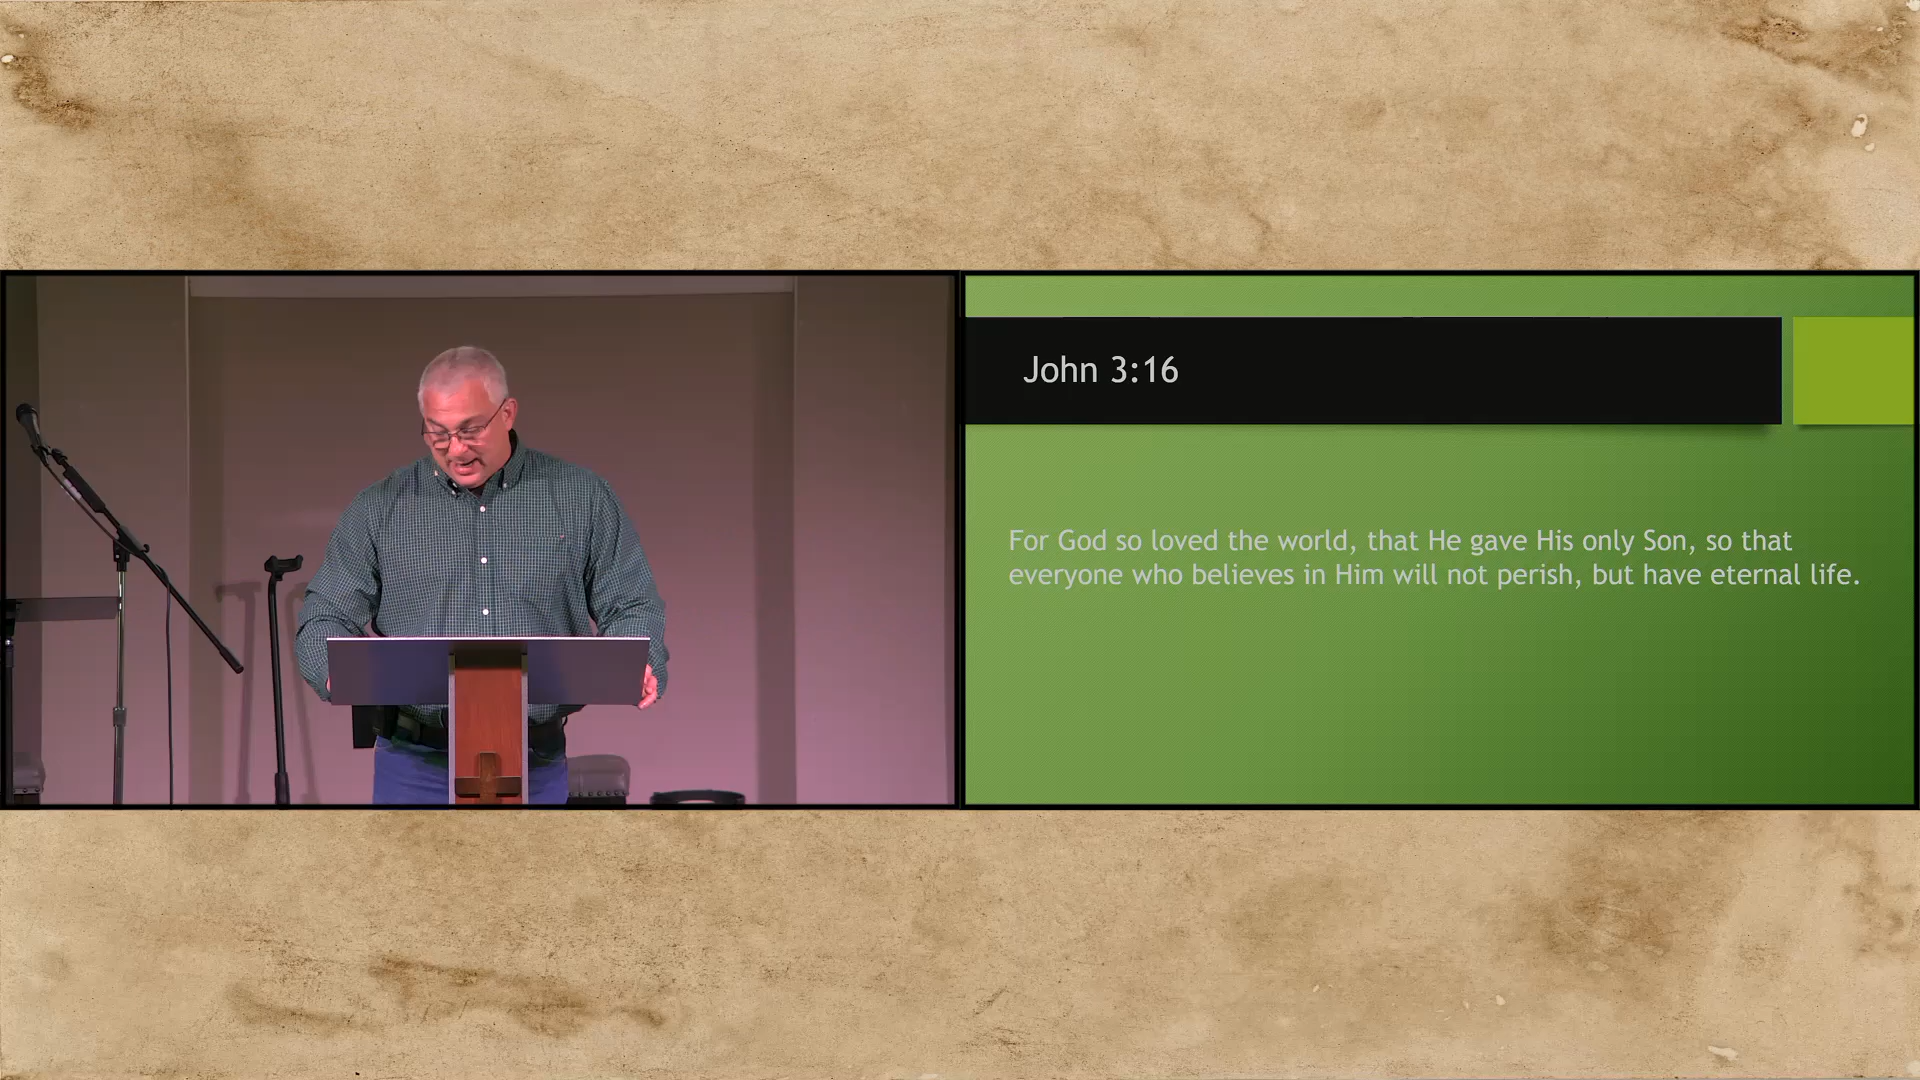 John 3:16
For God so loved the world, that He gave His only Son, so that
everyone who believes in Him will not perish, but have eternal life.